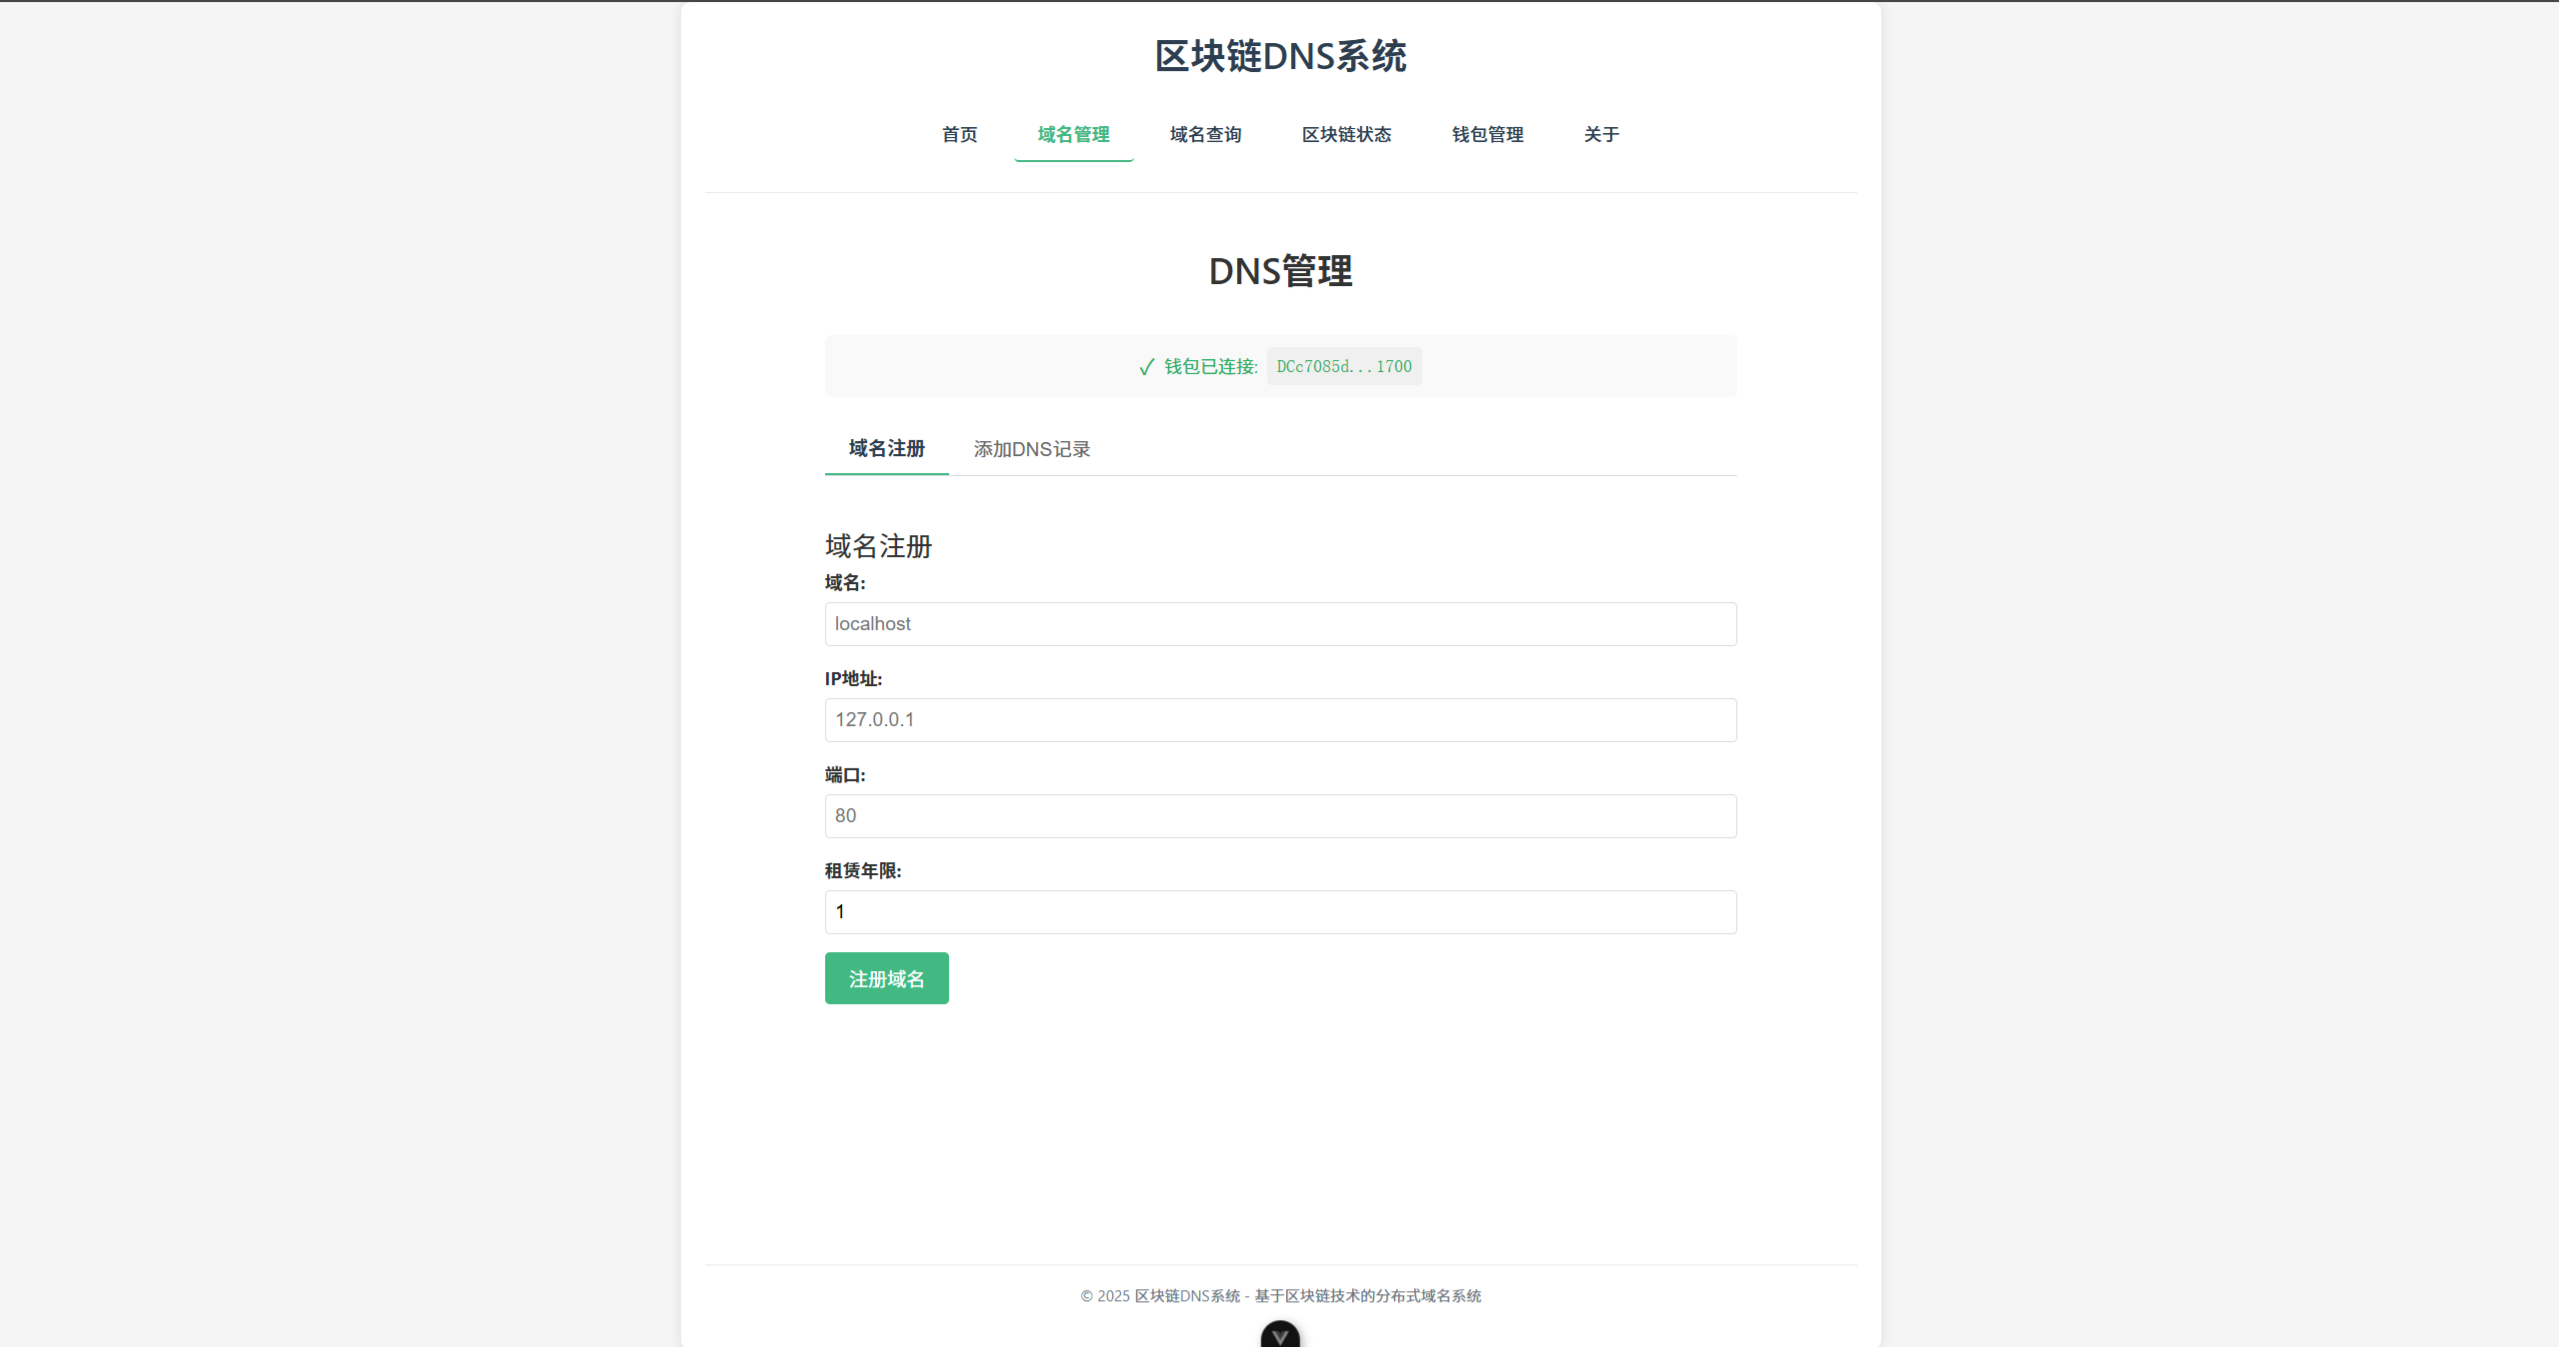 区块链DNS系统
首页 域名管理 域名查询 区块链状态 钱包管理 关于
DNS管理
✓ 钱包已连接: DCc7085d...1700
域名注册 添加DNS记录
域名注册
域名:
localhost
IP地址:
127.0.0.1
端口:
80
租赁年限:
1
注册域名
© 2025 区块链DNS系统 - 基于区块链技术的分布式域名系统